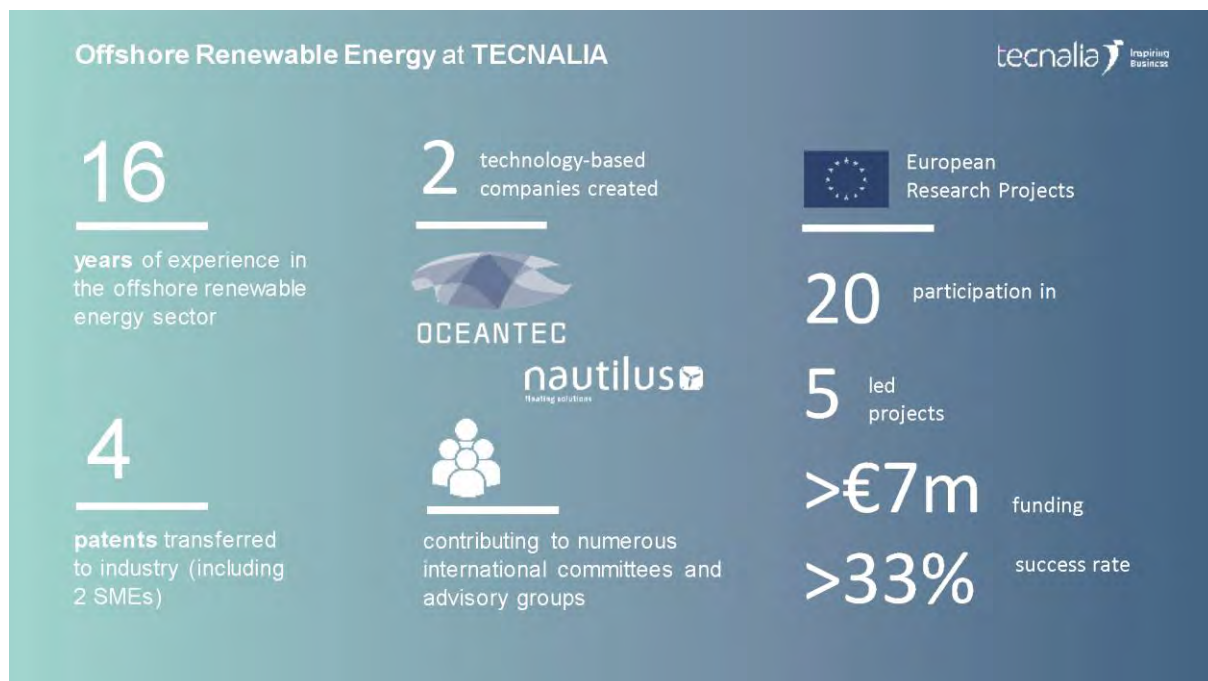 Offshore Renewable Energy at TECNALIA
tecnalia Inspiring
Business
16
years of experience in
the offshore renewable
energy sector
4
patents transferred
to industry (including
2 SMEs)
2 technology-based
companies created
OCEANTEC
nautilus
floating solutions
contributing to numerous
international committees and
advisory groups
European
Research Projects
20 participation in
5 led
projects
>€7m funding
>33% success rate